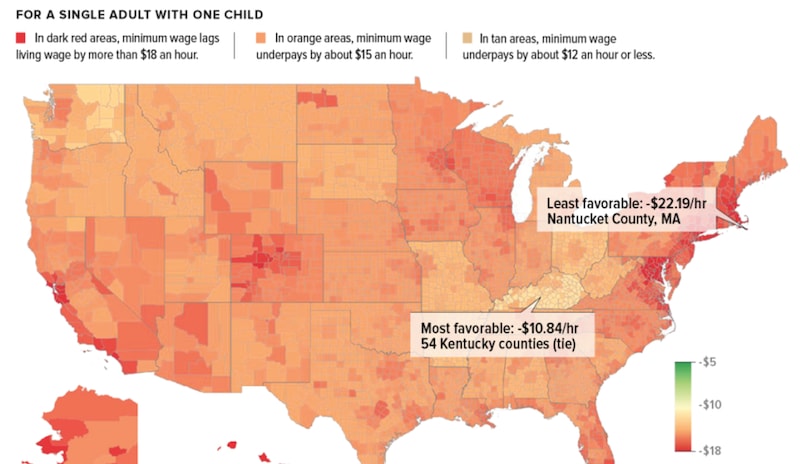 FOR A SINGLE ADULT WITH ONE CHILD
In dark red areas, minimum wage lags
living wage by more than $18 an hour.
In orange areas, minimum wage
underpays by about $15 an hour.
In tan areas, minimum wage
underpays by about $12 an hour or less.
Least favorable: -$22.19/hr
Nantucket County, MA
Most favorable: -$10.84/hr
54 Kentucky counties (tie)
-$5
-$10
-$18